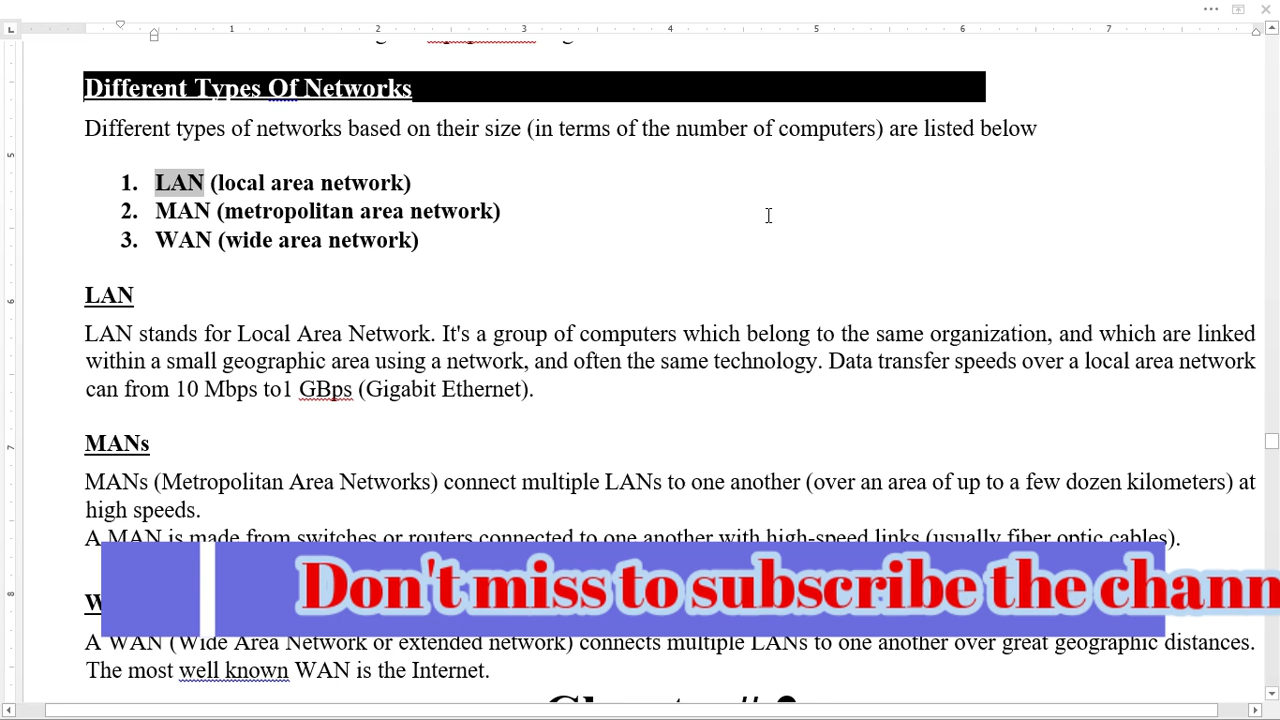 Different Types Of Networks
Different types of networks based on their size (in terms of the number of computers) are listed below
1. LAN (local area network)
2. MAN (metropolitan area network)
3. WAN (wide area network)
LAN
LAN stands for Local Area Network. It's a group of computers which belong to the same organization, and which are linked
within a small geographic area using a network, and often the same technology. Data transfer speeds over a local area network
can from 10 Mbps to1 GBps (Gigabit Ethernet).
MANs
MANs (Metropolitan Area Networks) connect multiple LANs to one another (over an area of up to a few dozen kilometers) at
high speeds.
A MAN is made from switches or routers connected to one another with high-speed links (usually fiber optic cables).
Don't miss to subscribe the chann
A WAN (Wide Area Network or extended network) connects multiple LANs to one another over great geographic distances.
The most well known WAN is the Internet.